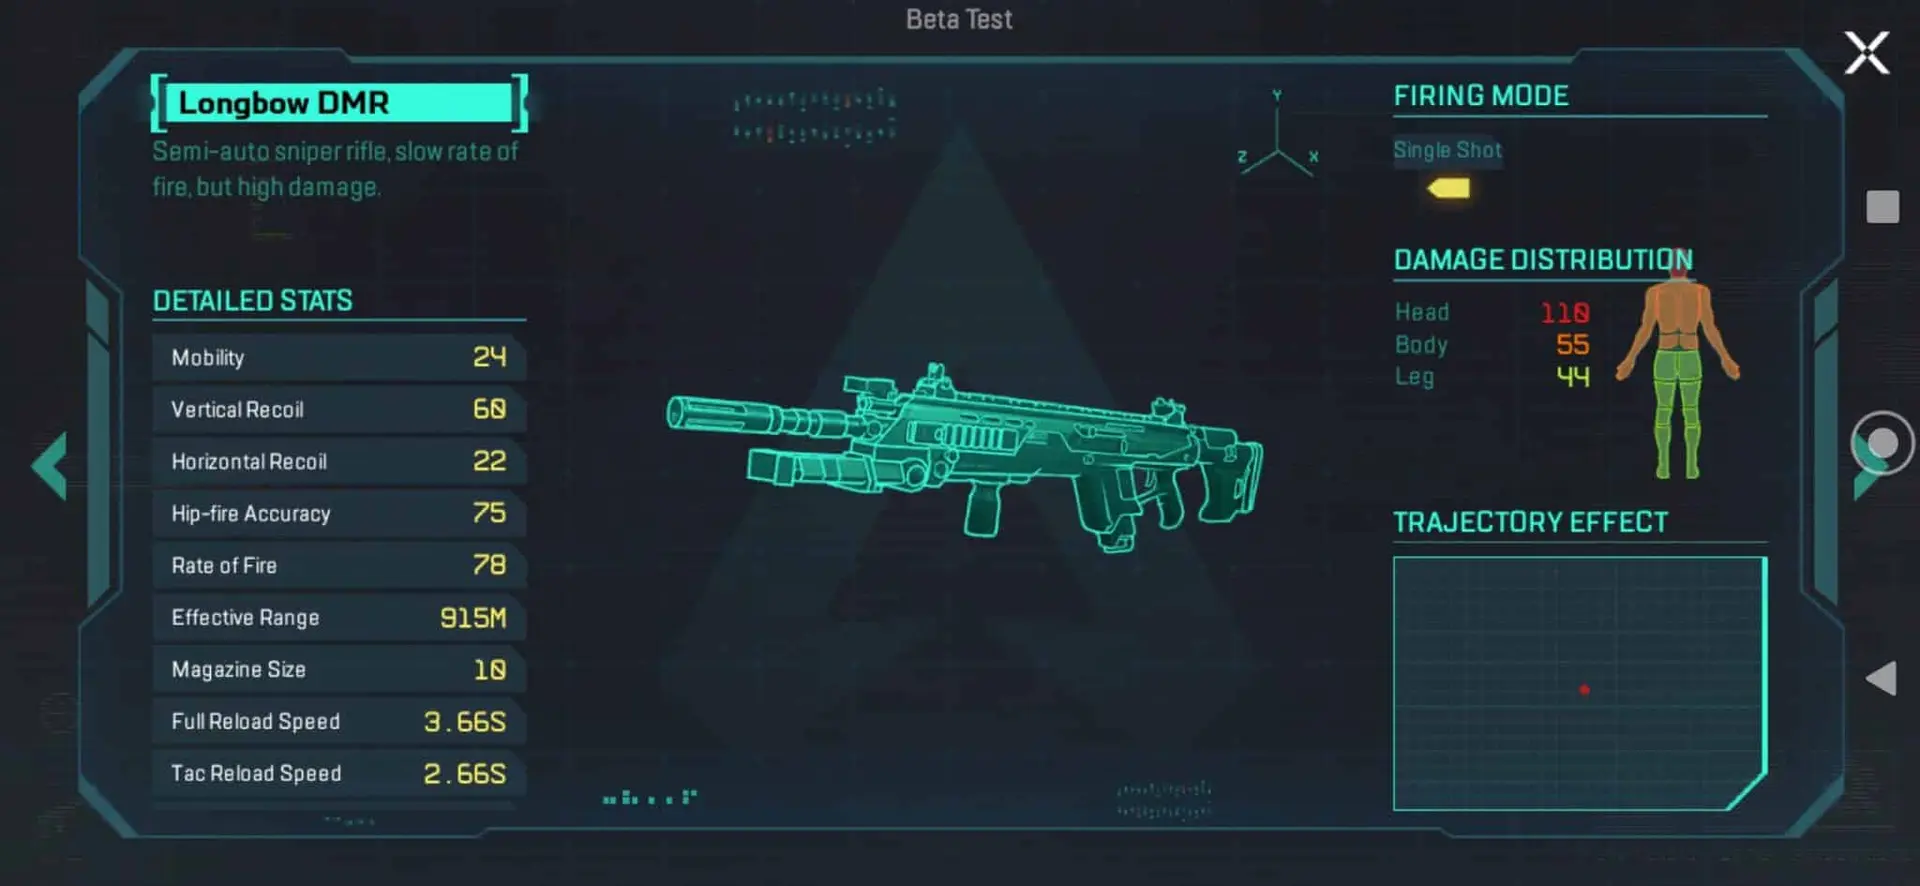 Beta Test
Longbow DMR
Semi-auto sniper rifle, slow rate of
fire, but high damage.
DETAILED STATS
Mobility 24
Vertical Recoil 60
Horizontal Recoil 22
Hip-fire Accuracy 75
Rate of Fire 78
Effective Range 915M
Magazine Size 10
Full Reload Speed 3.66S
Tac Reload Speed 2.66S
Y
Z X
FIRING MODE
Single Shot
DAMAGE DISTRIBUTION
Head 110
Body 55
Leg 44
TRAJECTORY EFFECT